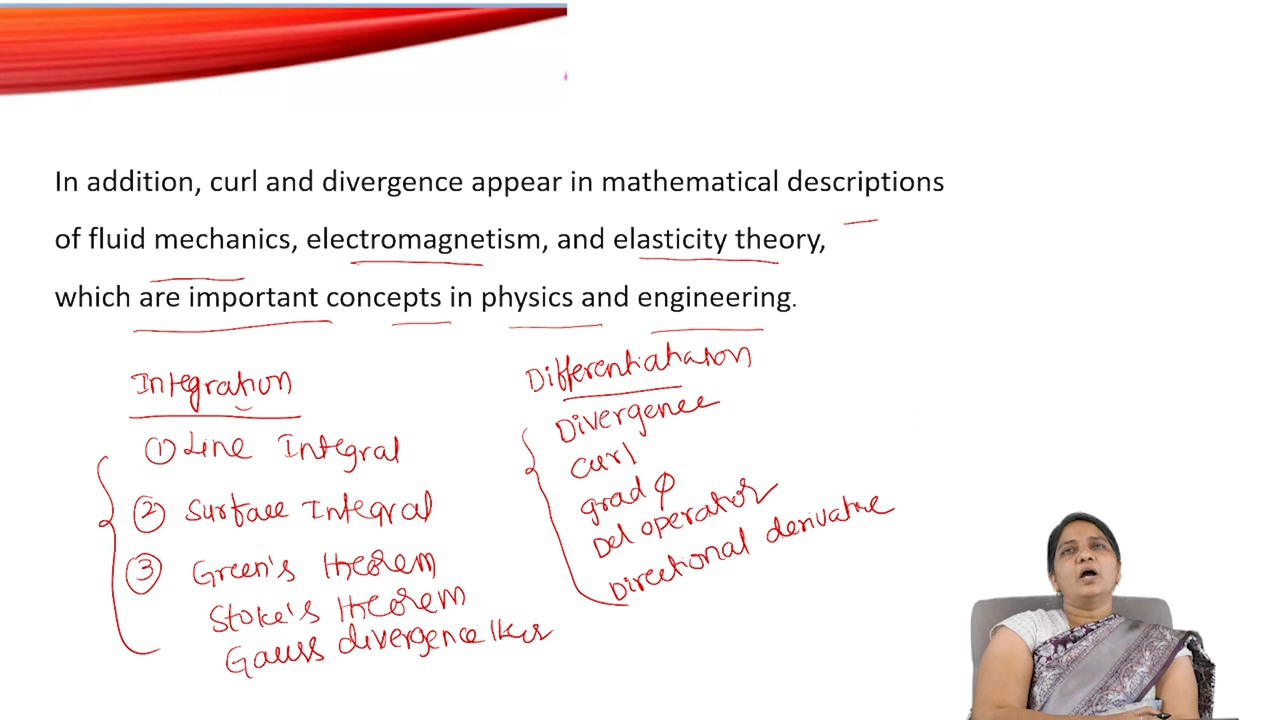 In addition, curl and divergence appear in mathematical descriptions
of fluid mechanics, electromagnetism, and elasticity theory,
which are important concepts in physics and engineering.
Integration
① Line Integral
② Surface Integral
③ Green's theorem
Stoke's theorem
Gauss divergence
Differentiation
Divergence
curl
grad φ
Del operator
Directional derivative